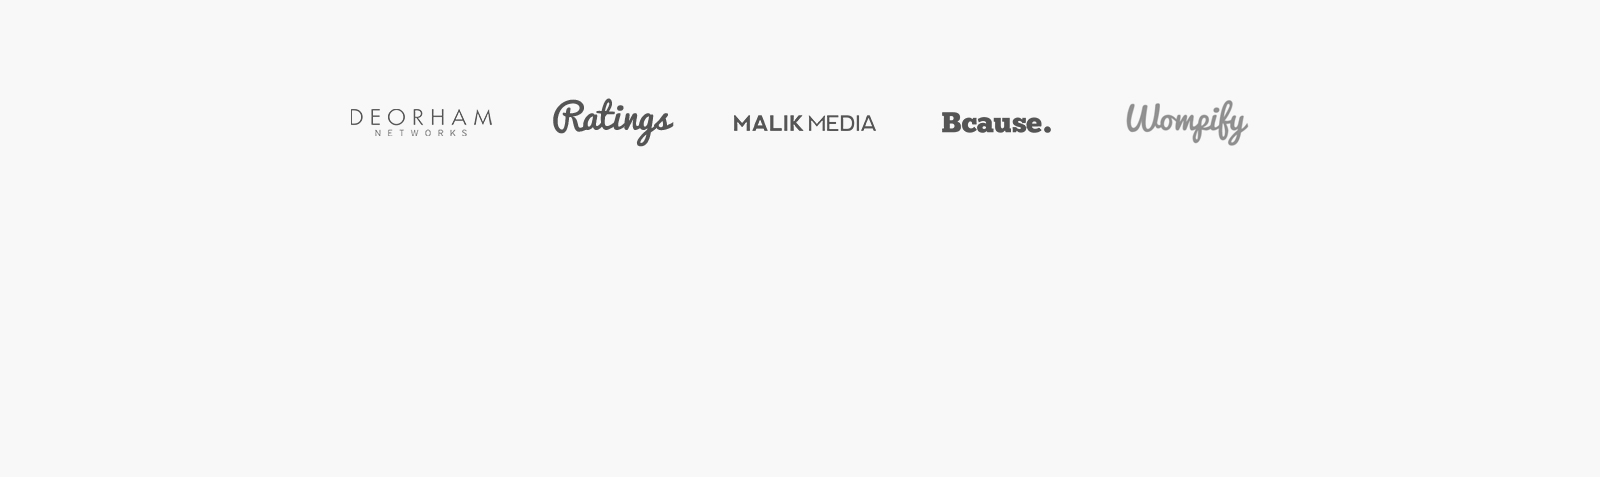 DEORHAM
NETWORKS
Ratings
MALIK MEDIA
Bcause.
Wompify